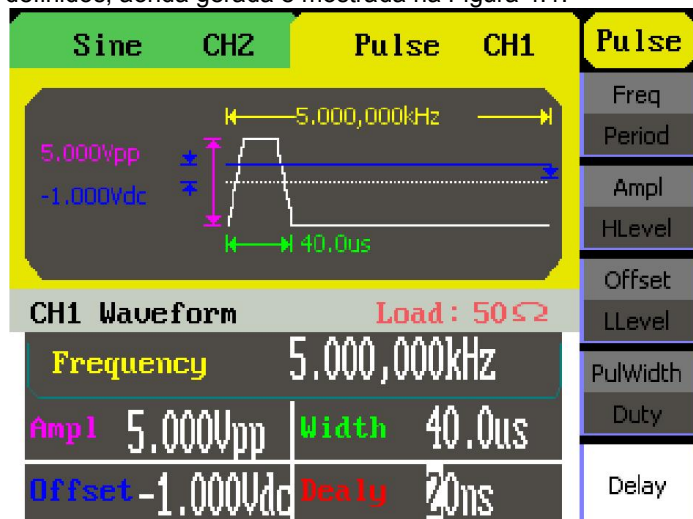 definidos, aonda gerada é mostrada na Figura 4.4.
Sine CH2 Pulse CH1 Pulse
5.000,000kHz
5.000Vpp
-1.000Vdc
40.0us
Freq
Period
Ampl
HLevel
Offset
LLevel
PulWidth
Duty
Delay
CH1 Waveform Load: 50Ω
Frequency 5.000,000kHz
Ampl 5.000Vpp Width 40.0us
Offset -1.000Vdc Dealy 20ns